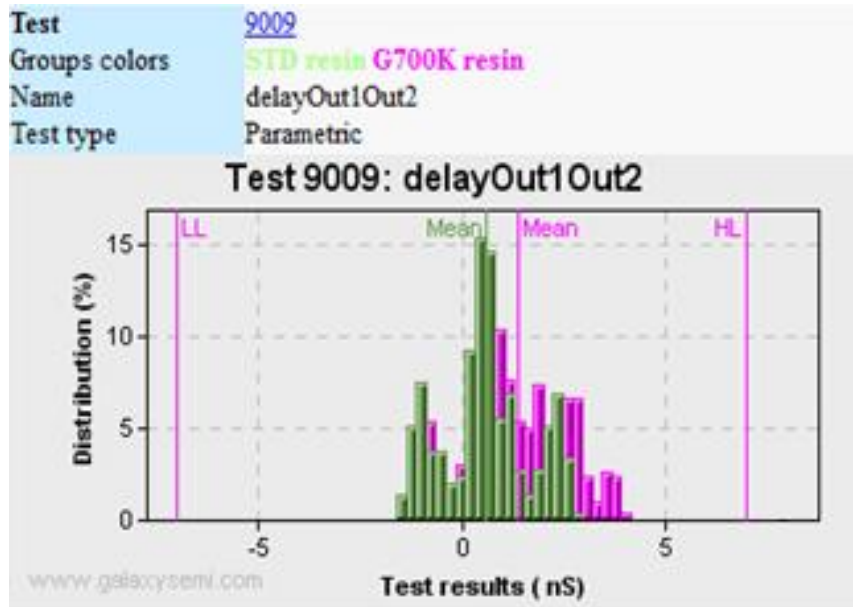 Test 9009
Groups colors STD resin G700K resin
Name delayOut1Out2
Test type Parametric
Test 9009: delayOut1Out2
LL Mean Mean HL
15
10
5
0
Distribution (%)
-5 0 5
www.galaxysemi.com
Test results ( nS)